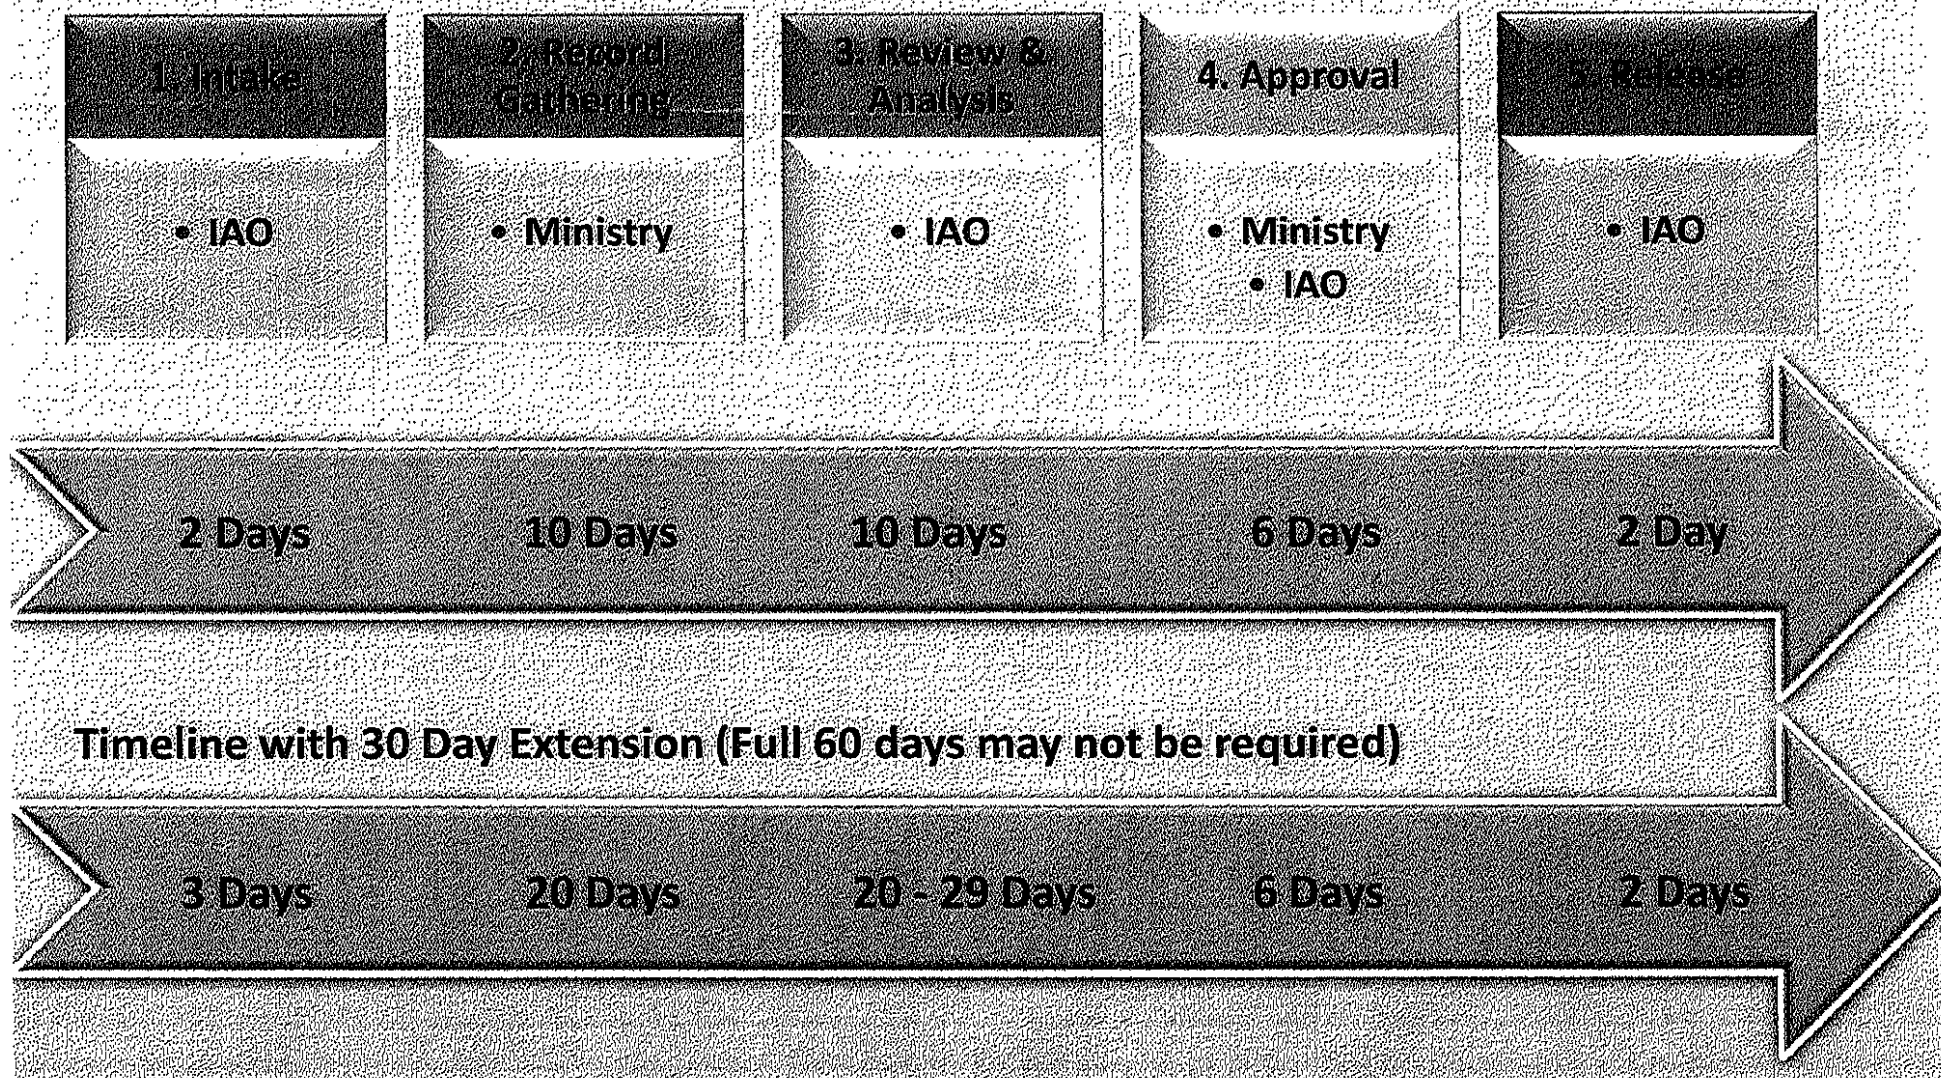 1. Intake
2. Record
Gathering
3. Review &
Analysis
4. Approval
5. Release
• IAO
• Ministry
• IAO
• Ministry
• IAO
• IAO
2 Days
10 Days
10 Days
6 Days
2 Day
Timeline with 30 Day Extension (Full 60 days may not be required)
3 Days
20 Days
20 - 29 Days
6 Days
2 Days